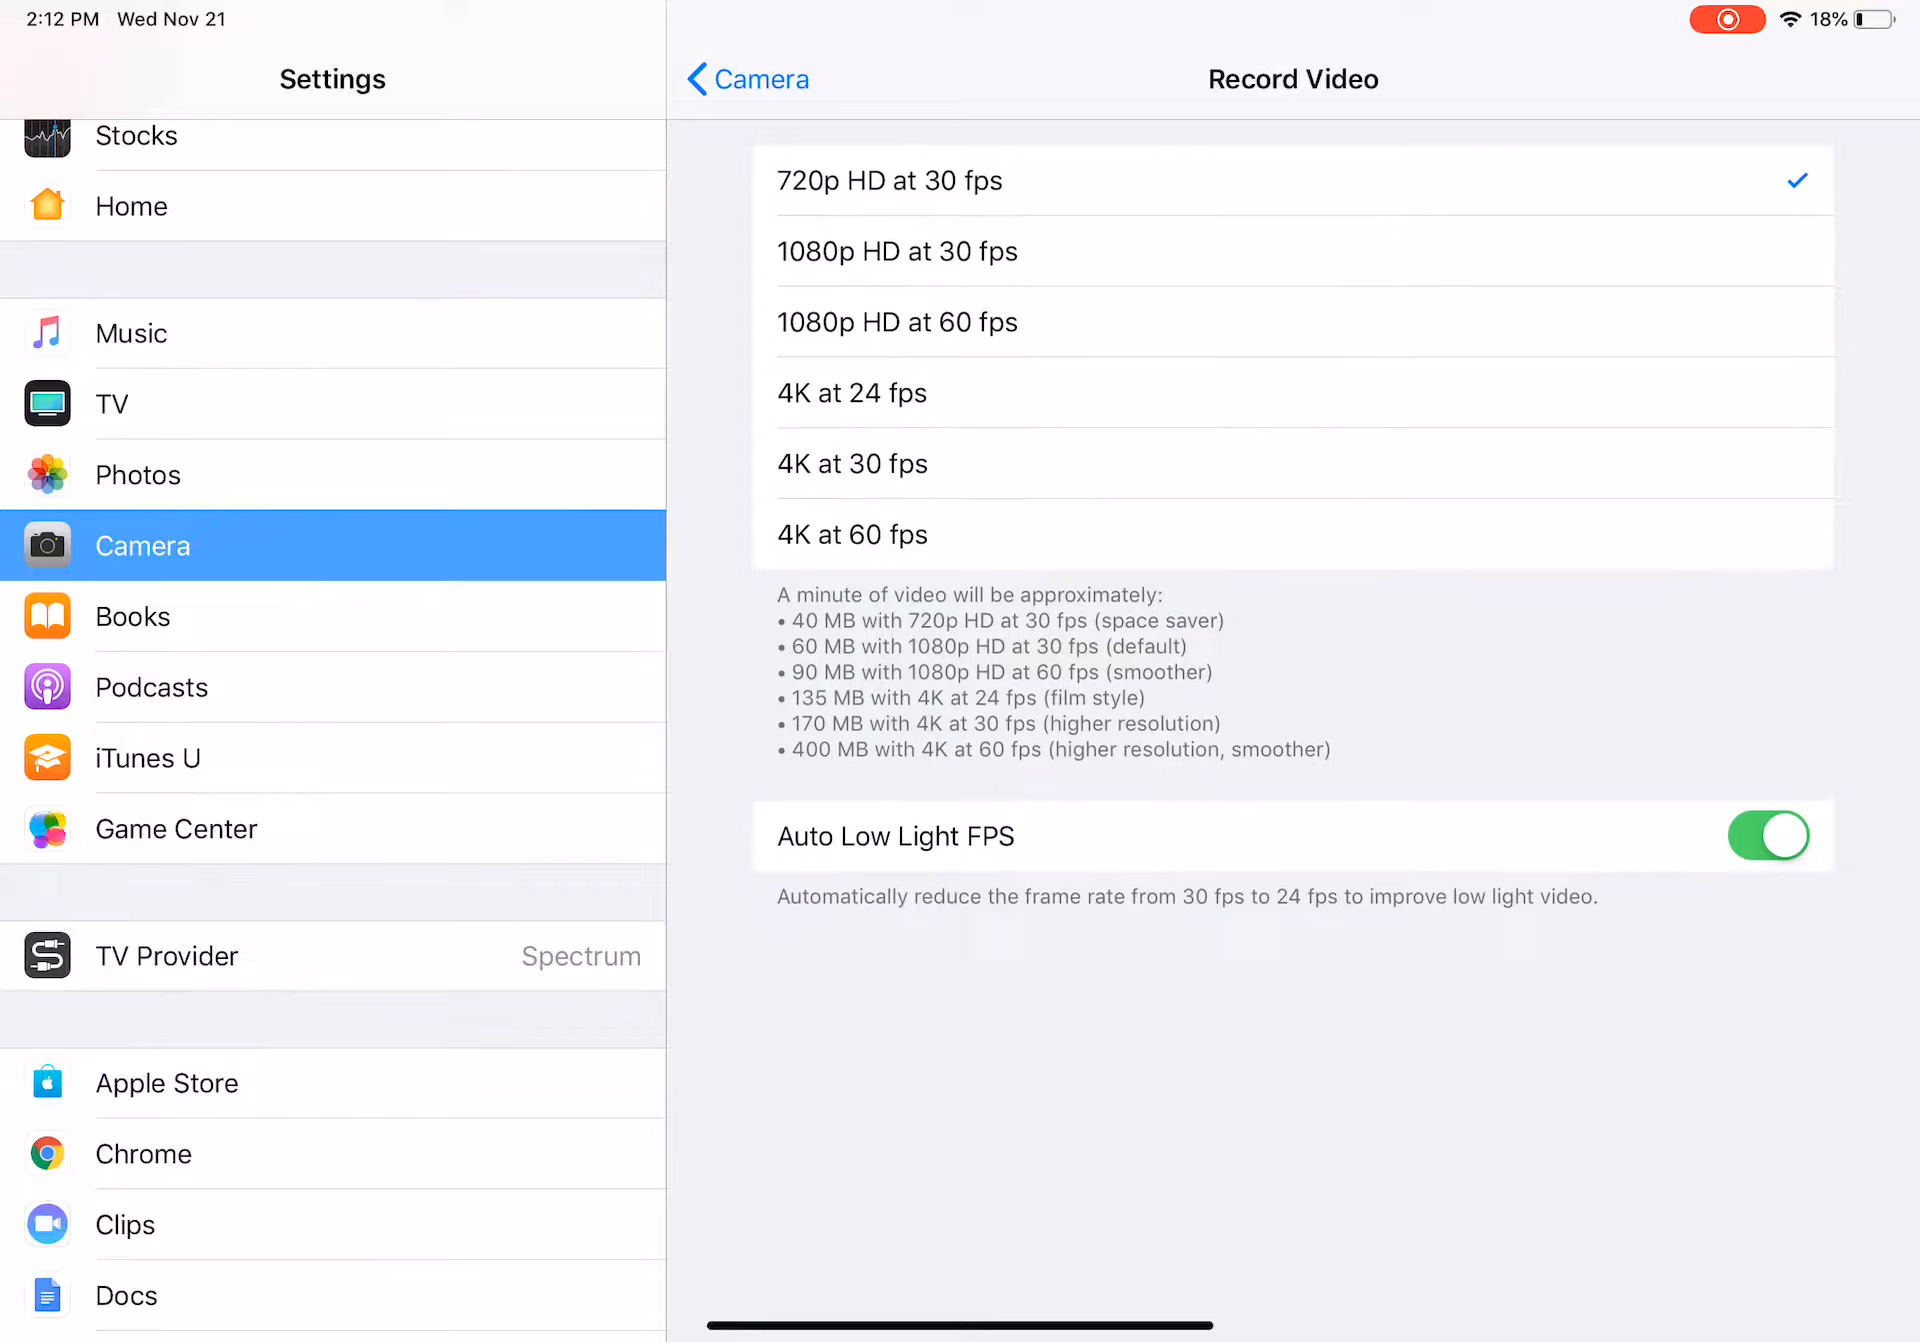 2:12 PM Wed Nov 21
18%
Settings
Stocks
Home
Music
TV
Photos
Camera
Books
Podcasts
iTunes U
Game Center
TV Provider Spectrum
Apple Store
Chrome
Clips
Docs
Camera
Record Video
720p HD at 30 fps
1080p HD at 30 fps
1080p HD at 60 fps
4K at 24 fps
4K at 30 fps
4K at 60 fps
A minute of video will be approximately:
• 40 MB with 720p HD at 30 fps (space saver)
• 60 MB with 1080p HD at 30 fps (default)
• 90 MB with 1080p HD at 60 fps (smoother)
• 135 MB with 4K at 24 fps (film style)
• 170 MB with 4K at 30 fps (higher resolution)
• 400 MB with 4K at 60 fps (higher resolution, smoother)
Auto Low Light FPS
Automatically reduce the frame rate from 30 fps to 24 fps to improve low light video.